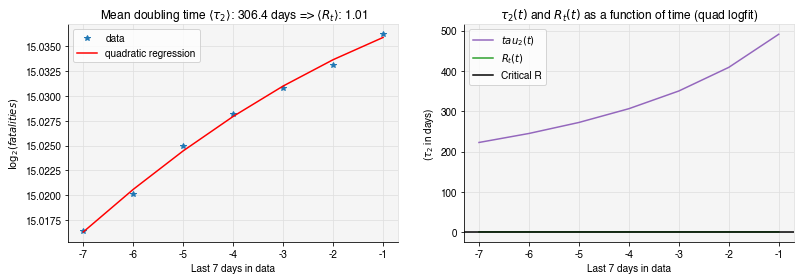 Mean doubling time ⟨τ₂⟩: 306.4 days => ⟨Rₜ⟩: 1.01
data
quadratic regression
log₂(fatalities)
15.0350
15.0325
15.0300
15.0275
15.0250
15.0225
15.0200
15.0175
-7 -6 -5 -4 -3 -2 -1
Last 7 days in data
τ₂(t) and Rₜ(t) as a function of time (quad logfit)
tau₂(t)
Rₜ(t)
Critical R
(τ₂ in days)
500
400
300
200
100
0
-7 -6 -5 -4 -3 -2 -1
Last 7 days in data